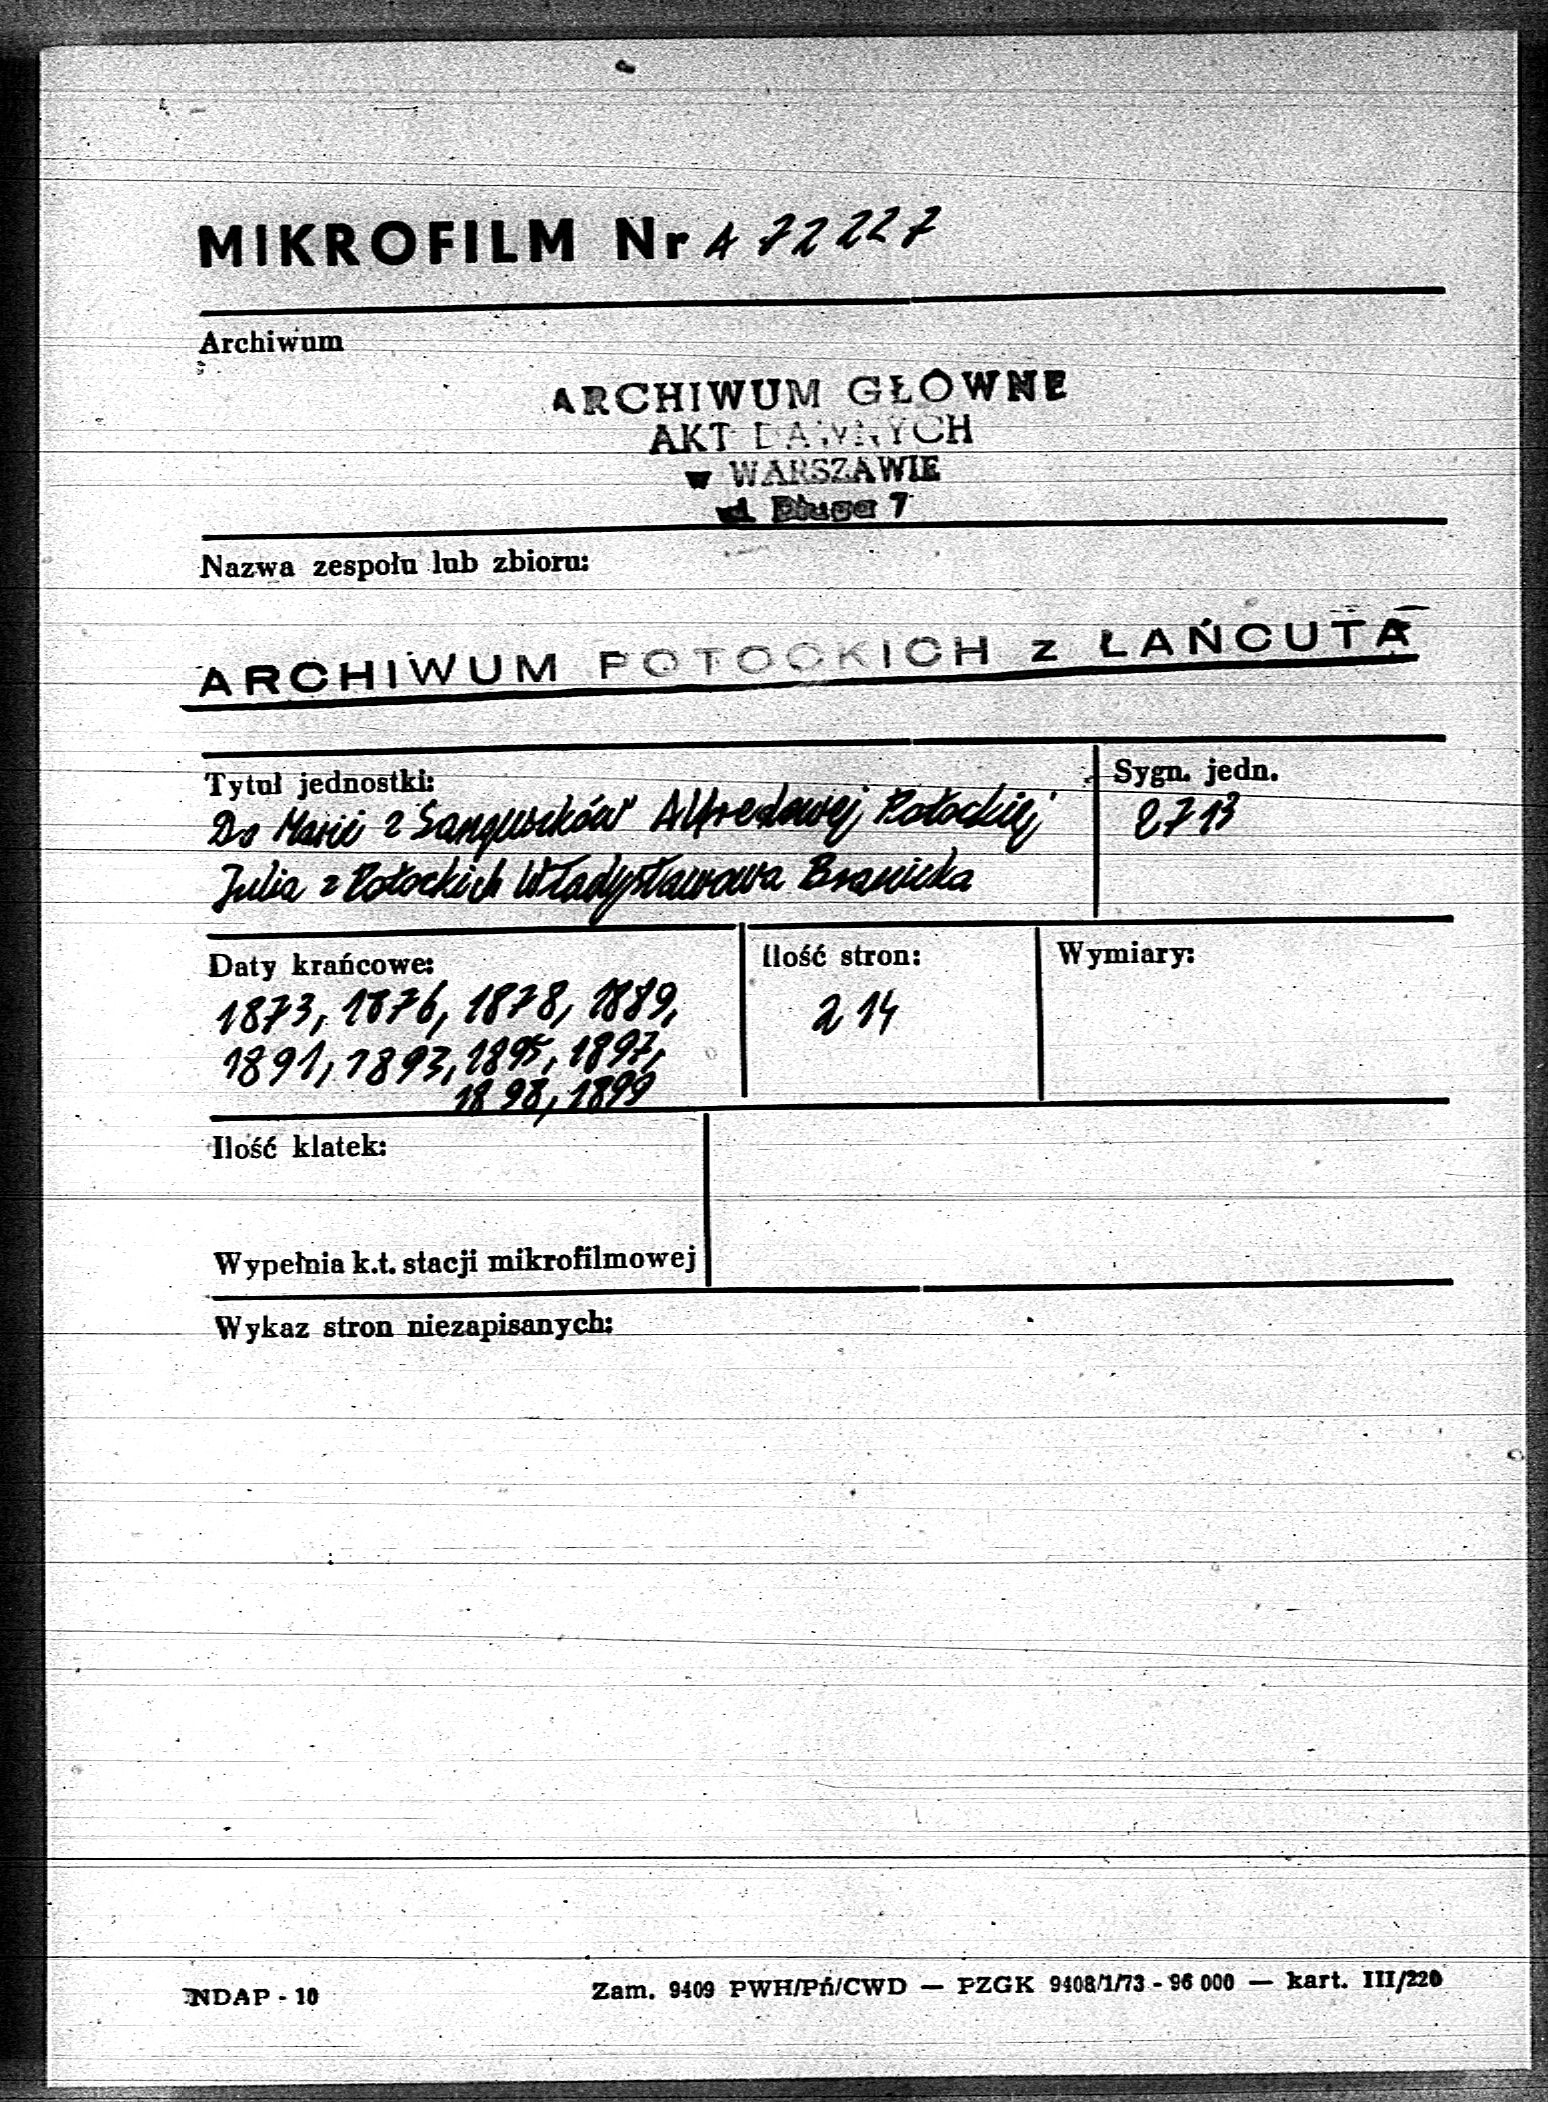 MIKROFILM Nr A 72227
Archiwum
ARCHIWUM GŁÓWNE
AKT DAWNYCH
w WARSZAWIE
ul. Długa 7
Nazwa zespołu lub zbioru:
ARCHIWUM POTOCKICH z ŁAŃCUTA
Tytuł jednostki:
Sygn. jedn.
Do Marii z Sanguszków Alfredowej Potockiej
2713
Julia z Potockich Władysławowa Branicka
Daty krańcowe:
Ilość stron:
Wymiary:
1873, 1876, 1878, 1889,
214
1891, 1893, 1895, 1897,
1898, 1899
Ilość klatek:
Wypełnia k.t. stacji mikrofilmowej
Wykaz stron niezapisanych:
NDAP - 10
Zam. 9409 PWH/Pń/CWD — PZGK 9408/1/73 - 96 000 — kart. III/220